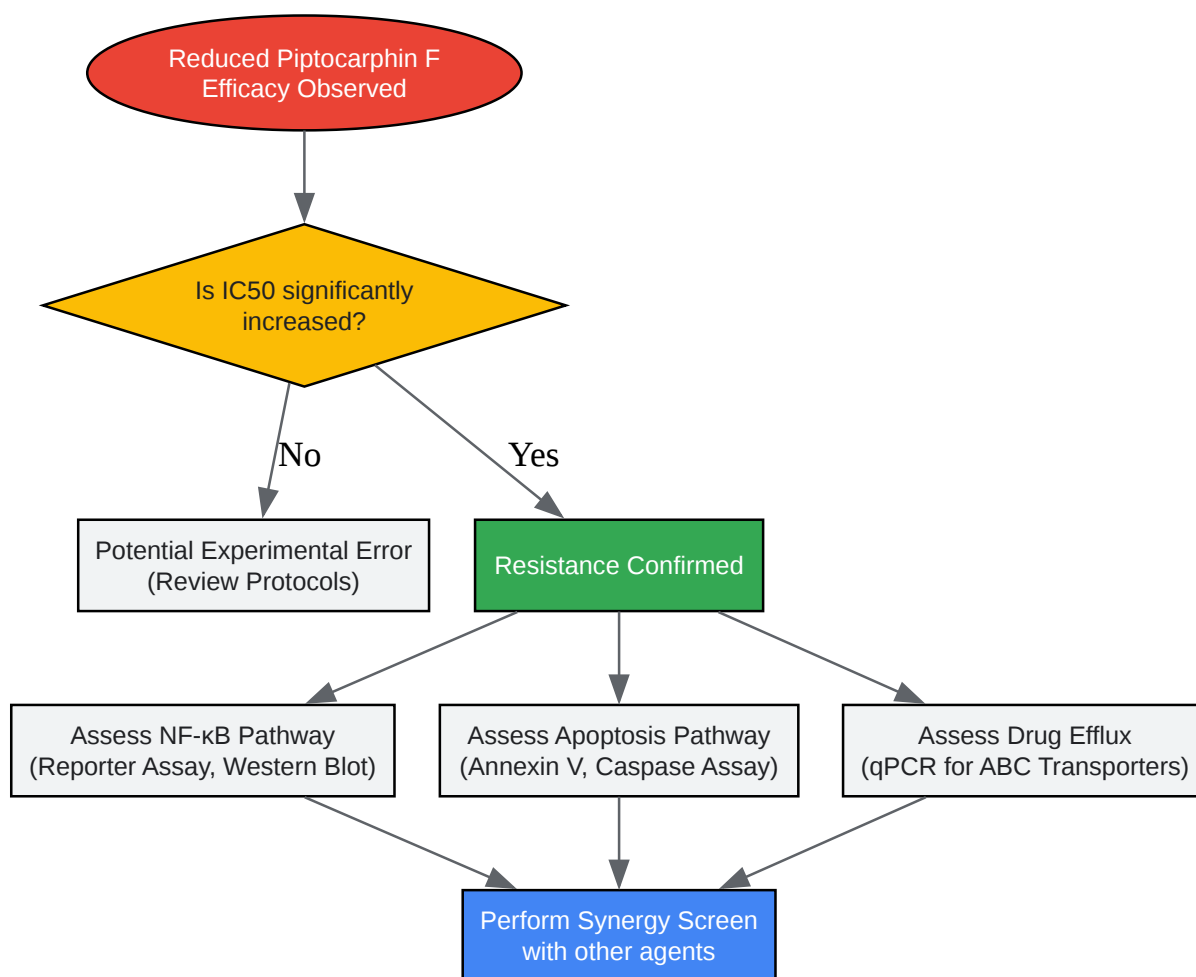 Reduced Piptocarphin F
Efficacy Observed
Is IC50 significantly
increased?
No
Yes
Potential Experimental Error
(Review Protocols)
Resistance Confirmed
Assess NF-κB Pathway
(Reporter Assay, Western Blot)
Assess Apoptosis Pathway
(Annexin V, Caspase Assay)
Assess Drug Efflux
(qPCR for ABC Transporters)
Perform Synergy Screen
with other agents